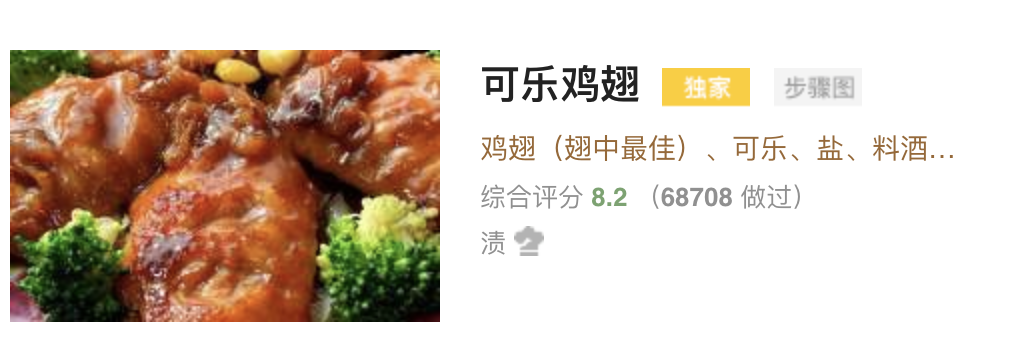 可乐鸡翅 独家 步骤图
鸡翅（翅中最佳）、可乐、盐、料酒...
综合评分 8.2 （68708 做过）
渍